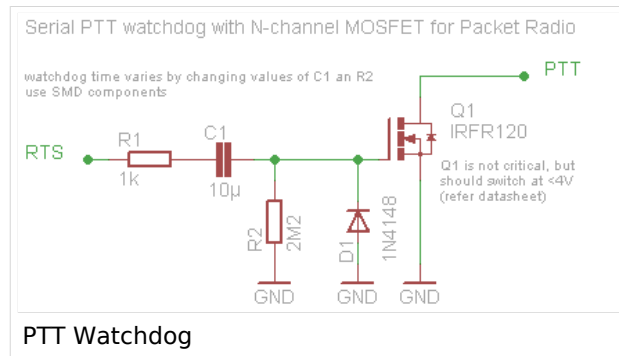 Serial PTT watchdog with N-channel MOSFET for Packet Radio
watchdog time varies by changing values of C1 an R2
use SMD components
PTT
Q1
IRFR120
Q1 is not critical, but
should switch at <4V
(refer datasheet)
RTS
R1
1k
C1
10µ
R2
2M2
D1
1N4148
GND
GND
GND
PTT Watchdog